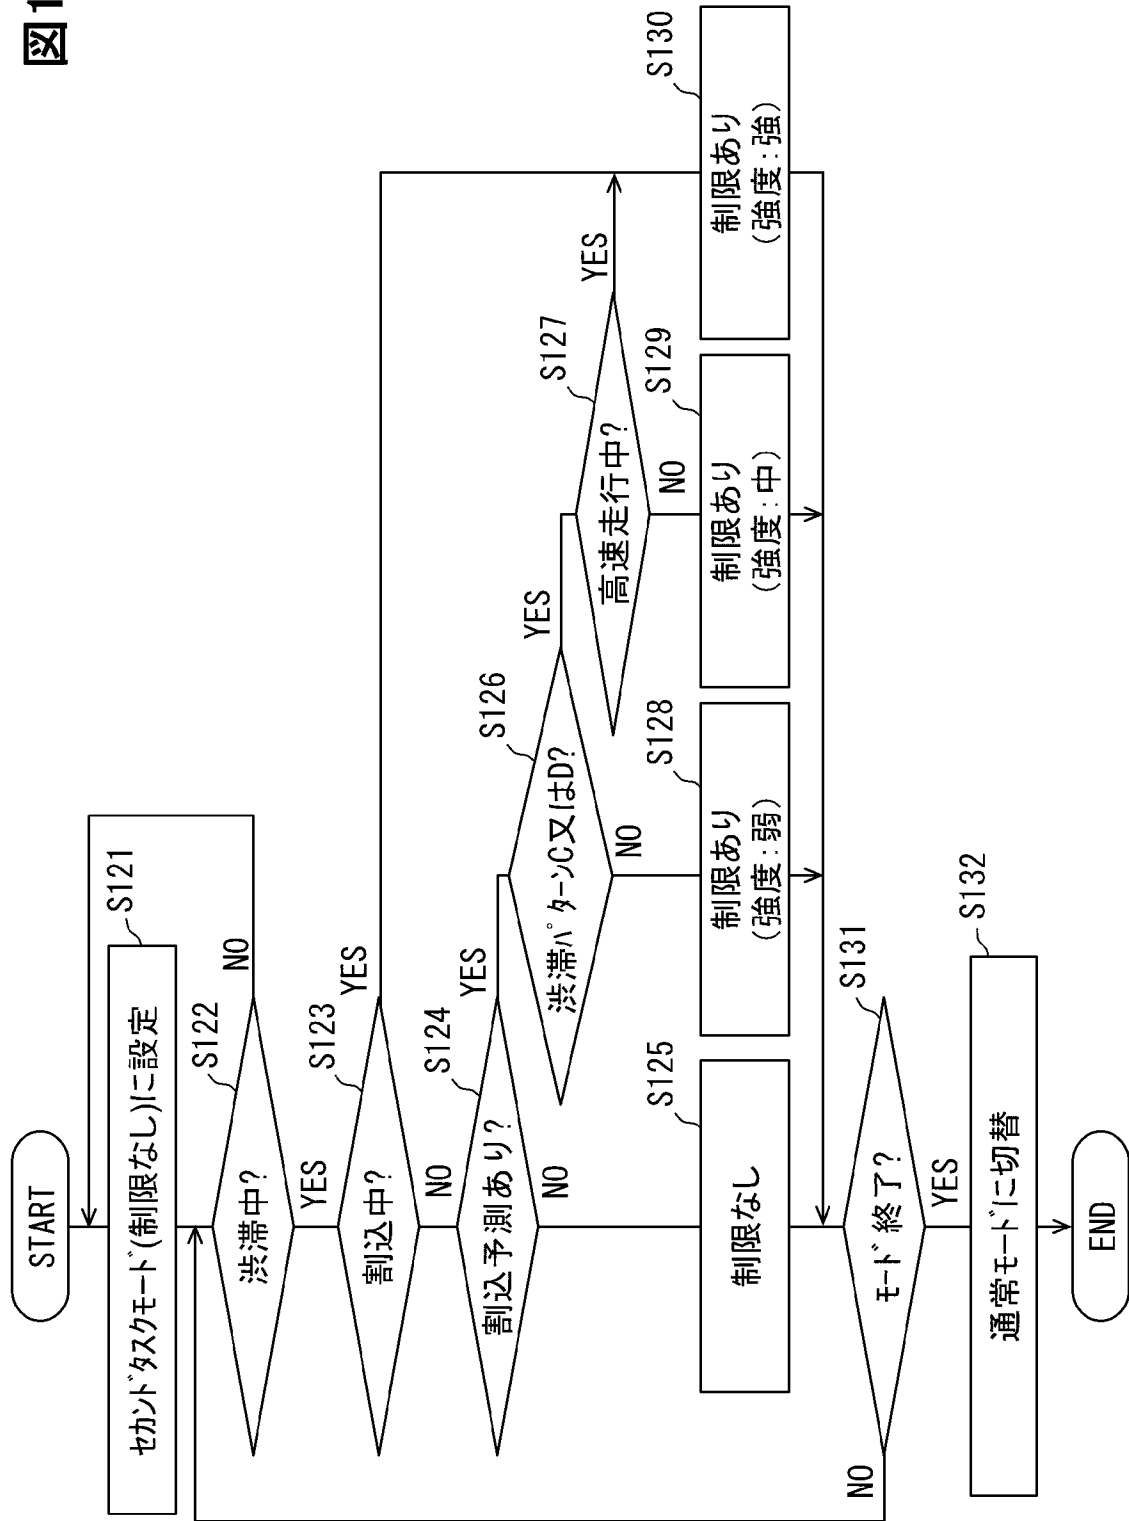 図1
START
セカンドタスクモード(制限なし)に設定
S121
渋滞中?
S122
NO
YES
割込中?
S123
YES
NO
割込予測あり?
S124
YES
NO
渋滞パターンC又はD?
S126
YES
NO
高速走行中?
S127
YES
NO
制限なし
S125
制限あり
(強度:弱)
S128
制限あり
(強度:中)
S129
制限あり
(強度:強)
S130
モード終了?
S131
NO
YES
通常モードに切替
S132
END